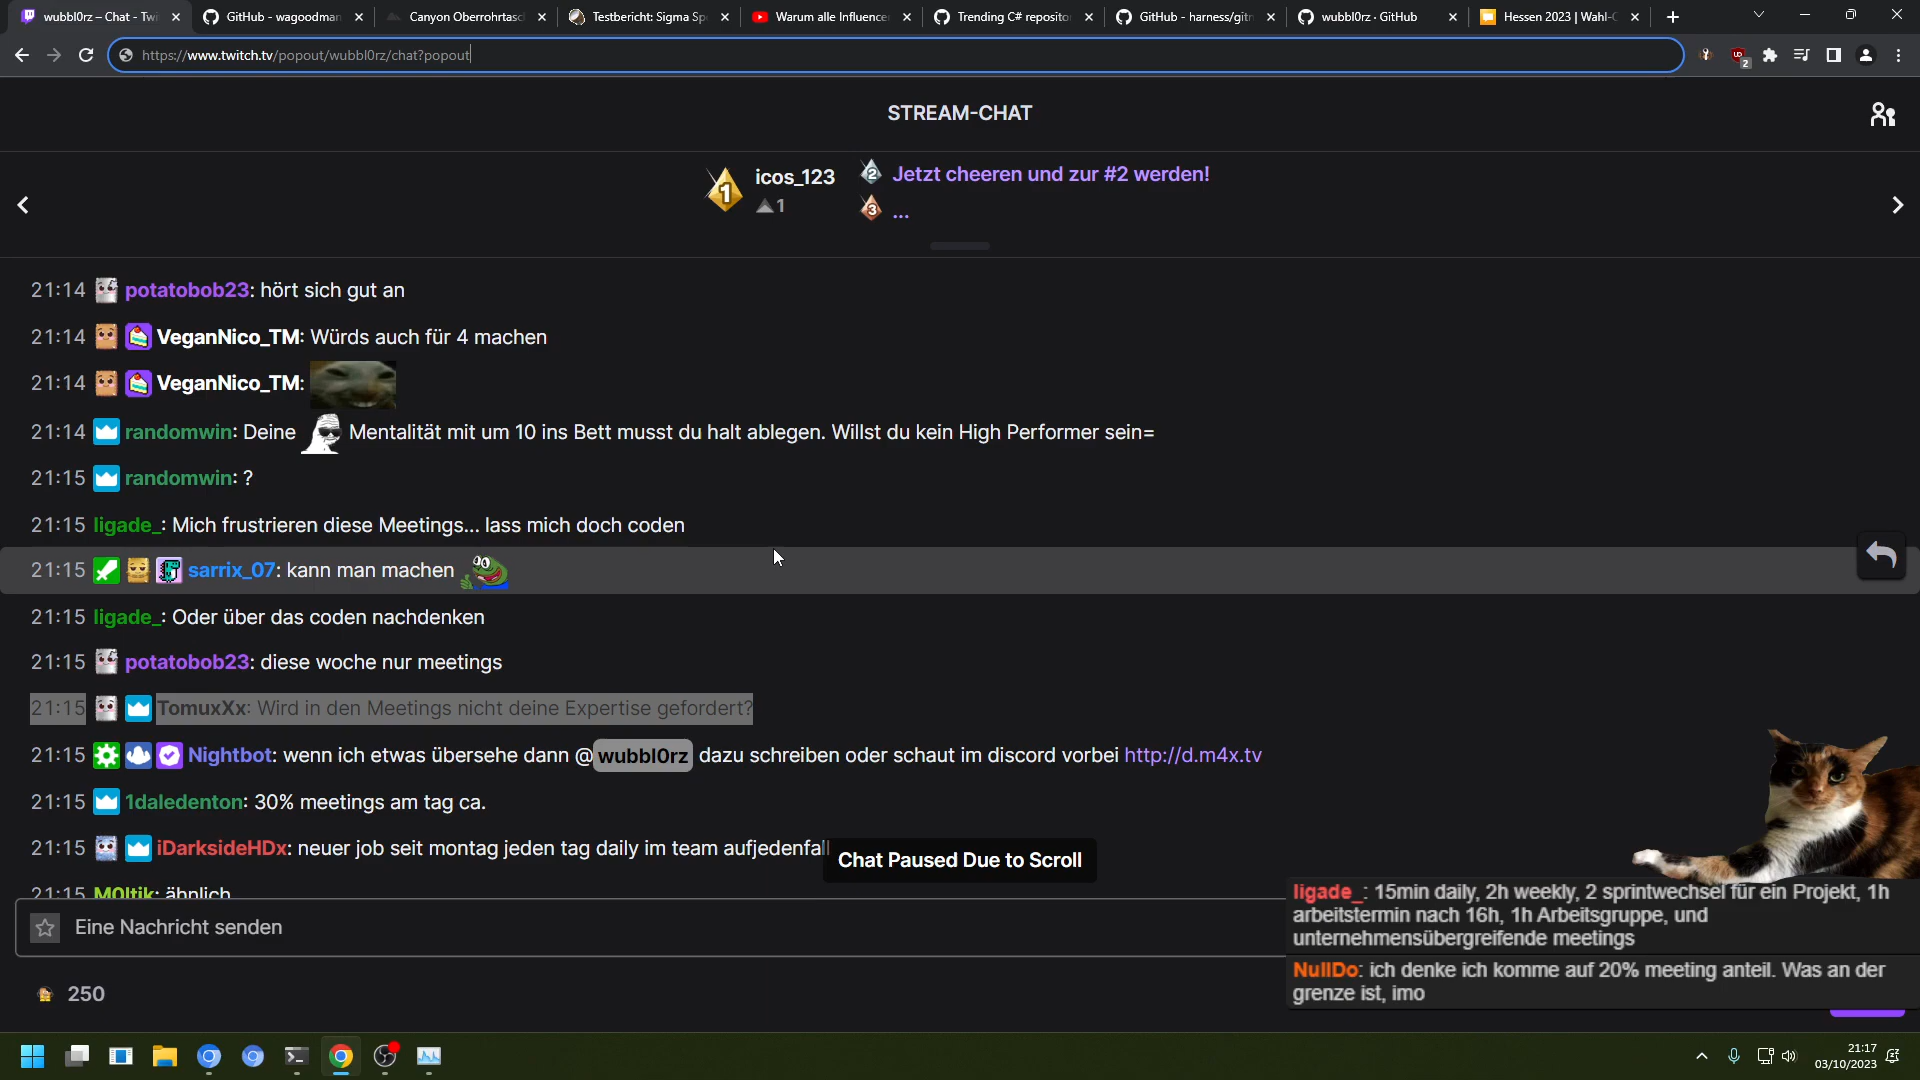 wubbl0rz – Chat - Twi
GitHub - wagoodman
Canyon Oberrohrtasc
Testbericht: Sigma Sp
Warum alle Influence
Trending C# reposito
GitHub - harness/gitn
wubbl0rz · GitHub
Hessen 2023 | Wahl-O
https://www.twitch.tv/popout/wubbl0rz/chat?popout
2
STREAM-CHAT
1 icos_123
1
2 Jetzt cheeren und zur #2 werden!
3 ...
21:14 potatobob23: hört sich gut an
21:14 VeganNico_TM: Würds auch für 4 machen
21:14 VeganNico_TM:
21:14 randomwin: Deine Mentalität mit um 10 ins Bett musst du halt ablegen. Willst du kein High Performer sein=
21:15 randomwin: ?
21:15 ligade_: Mich frustrieren diese Meetings... lass mich doch coden
21:15 sarrix_07: kann man machen
21:15 ligade_: Oder über das coden nachdenken
21:15 potatobob23: diese woche nur meetings
21:15 TomuxXx: Wird in den Meetings nicht deine Expertise gefordert?
21:15 Nightbot: wenn ich etwas übersehe dann @wubbl0rz dazu schreiben oder schaut im discord vorbei http://d.m4x.tv
21:15 1daledenton: 30% meetings am tag ca.
21:15 iDarksideHDx: neuer job seit montag jeden tag daily im team aufjedenfall
Chat Paused Due to Scroll
21:15 M0ltik: ähnlich
Eine Nachricht senden
250
ligade_: 15min daily, 2h weekly, 2 sprintwechsel für ein Projekt, 1h
arbeitstermin nach 16h, 1h Arbeitsgruppe, und
unternehmensübergreifende meetings
NullDo: ich denke ich komme auf 20% meeting anteil. Was an der
grenze ist, imo
21:17
03/10/2023